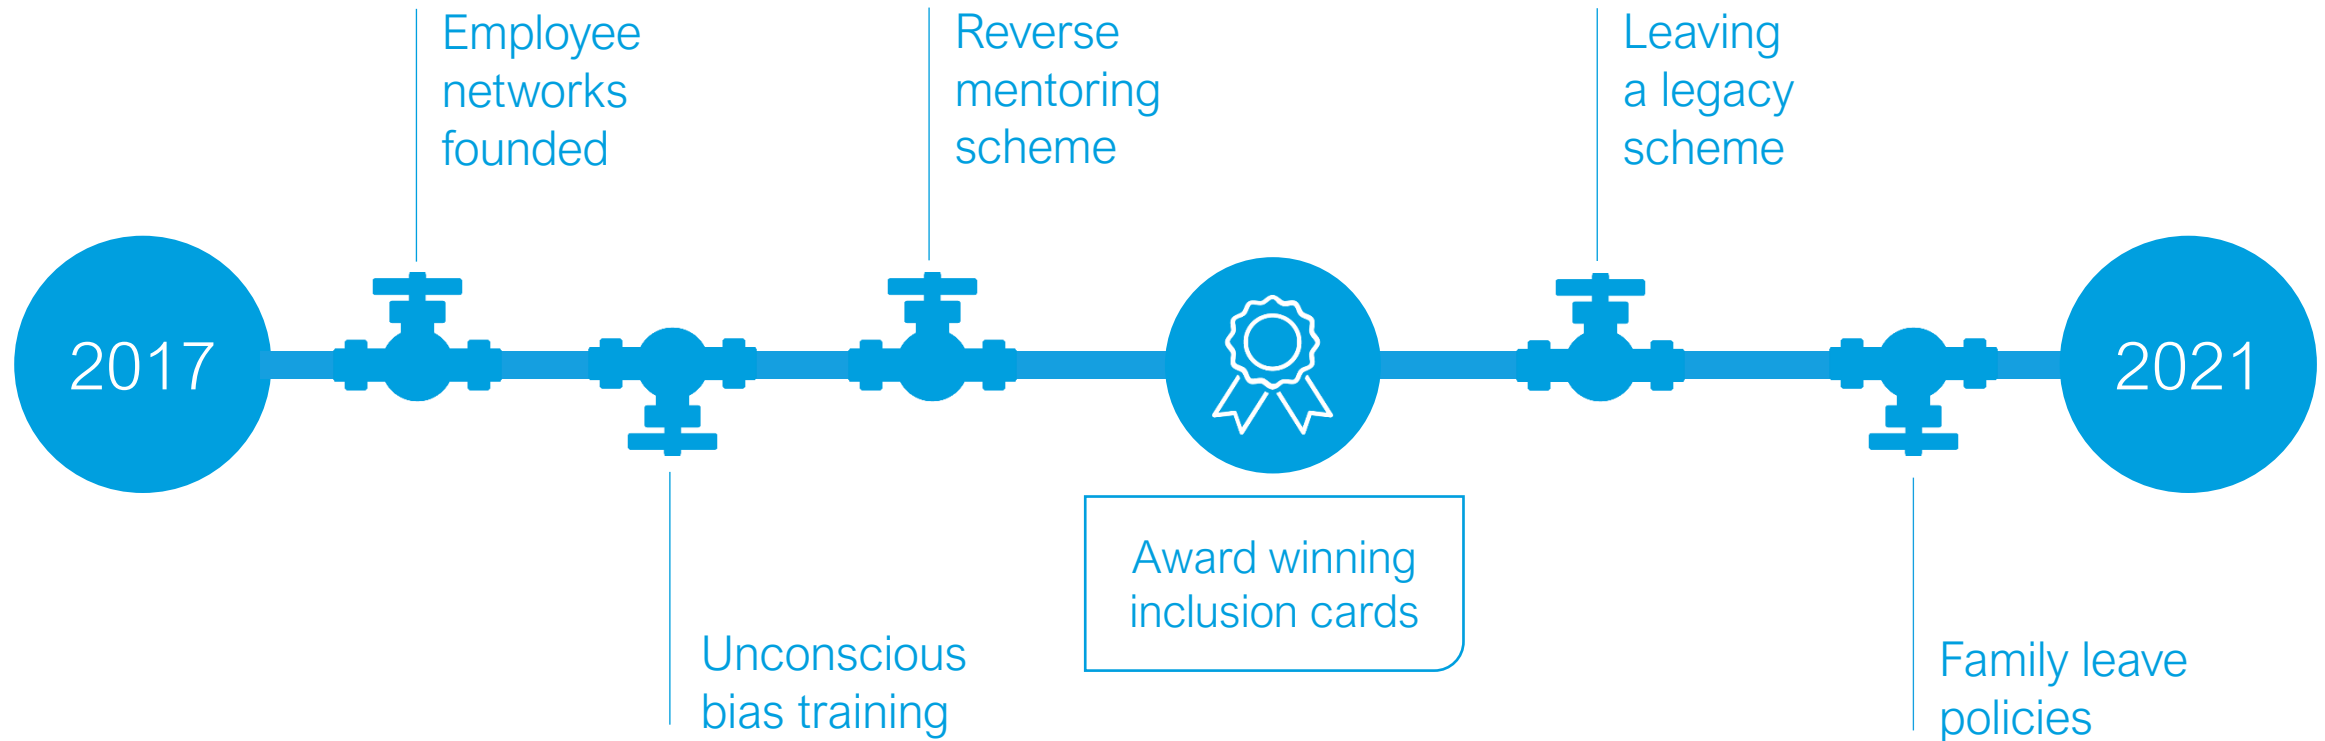 Employee
networks
founded
Reverse
mentoring
scheme
Leaving
a legacy
scheme
2017
2021
Award winning
inclusion cards
Unconscious
bias training
Family leave
policies